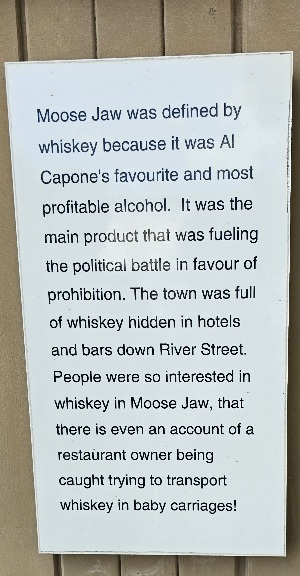 Moose Jaw was defined by
whiskey because it was Al
Capone's favourite and most
profitable alcohol. It was the
main product that was fueling
the political battle in favour of
prohibition. The town was full
of whiskey hidden in hotels
and bars down River Street.
People were so interested in
whiskey in Moose Jaw, that
there is even an account of a
restaurant owner being
caught trying to transport
whiskey in baby carriages!